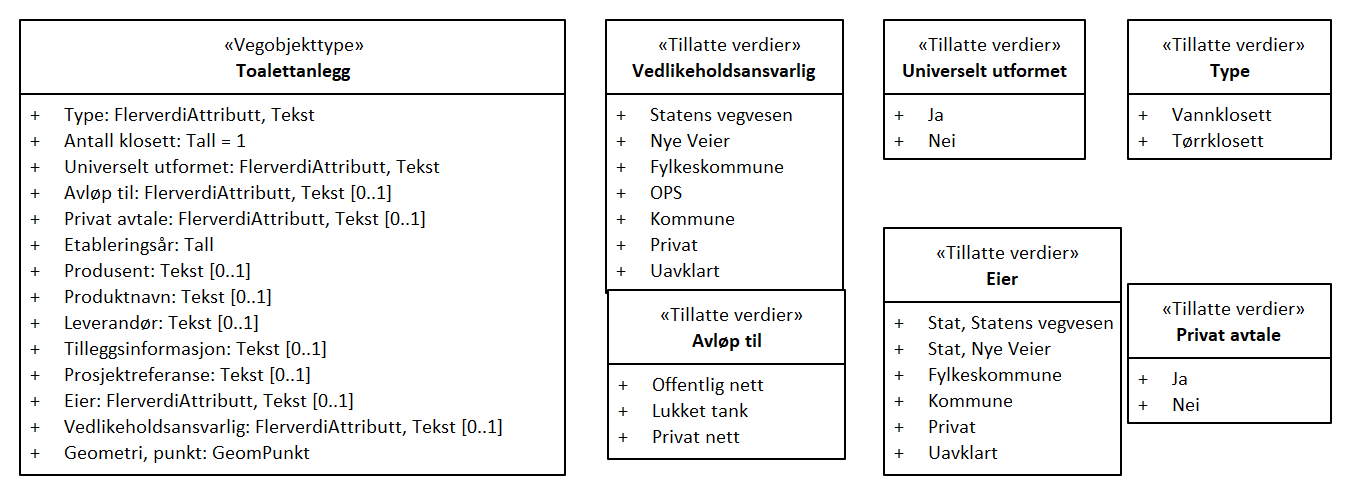 «Vegobjekttype»
Toalettanlegg
+ Type: FlerverdiAttributt, Tekst
+ Antall klosett: Tall = 1
+ Universelt utformet: FlerverdiAttributt, Tekst
+ Avløp til: FlerverdiAttributt, Tekst [0..1]
+ Privat avtale: FlerverdiAttributt, Tekst [0..1]
+ Etableringsår: Tall
+ Produsent: Tekst [0..1]
+ Produktnavn: Tekst [0..1]
+ Leverandør: Tekst [0..1]
+ Tilleggsinformasjon: Tekst [0..1]
+ Prosjektreferanse: Tekst [0..1]
+ Eier: FlerverdiAttributt, Tekst [0..1]
+ Vedlikeholdsansvarlig: FlerverdiAttributt, Tekst [0..1]
+ Geometri, punkt: GeomPunkt
«Tillatte verdier»
Vedlikeholdsansvarlig
+ Statens vegvesen
+ Nye Veier
+ Fylkeskommune
+ OPS
+ Kommune
+ Privat
+ Uavklart
«Tillatte verdier»
Avløp til
+ Offentlig nett
+ Lukket tank
+ Privat nett
«Tillatte verdier»
Universelt utformet
+ Ja
+ Nei
«Tillatte verdier»
Eier
+ Stat, Statens vegvesen
+ Stat, Nye Veier
+ Fylkeskommune
+ Kommune
+ Privat
+ Uavklart
«Tillatte verdier»
Type
+ Vannklosett
+ Tørrklosett
«Tillatte verdier»
Privat avtale
+ Ja
+ Nei